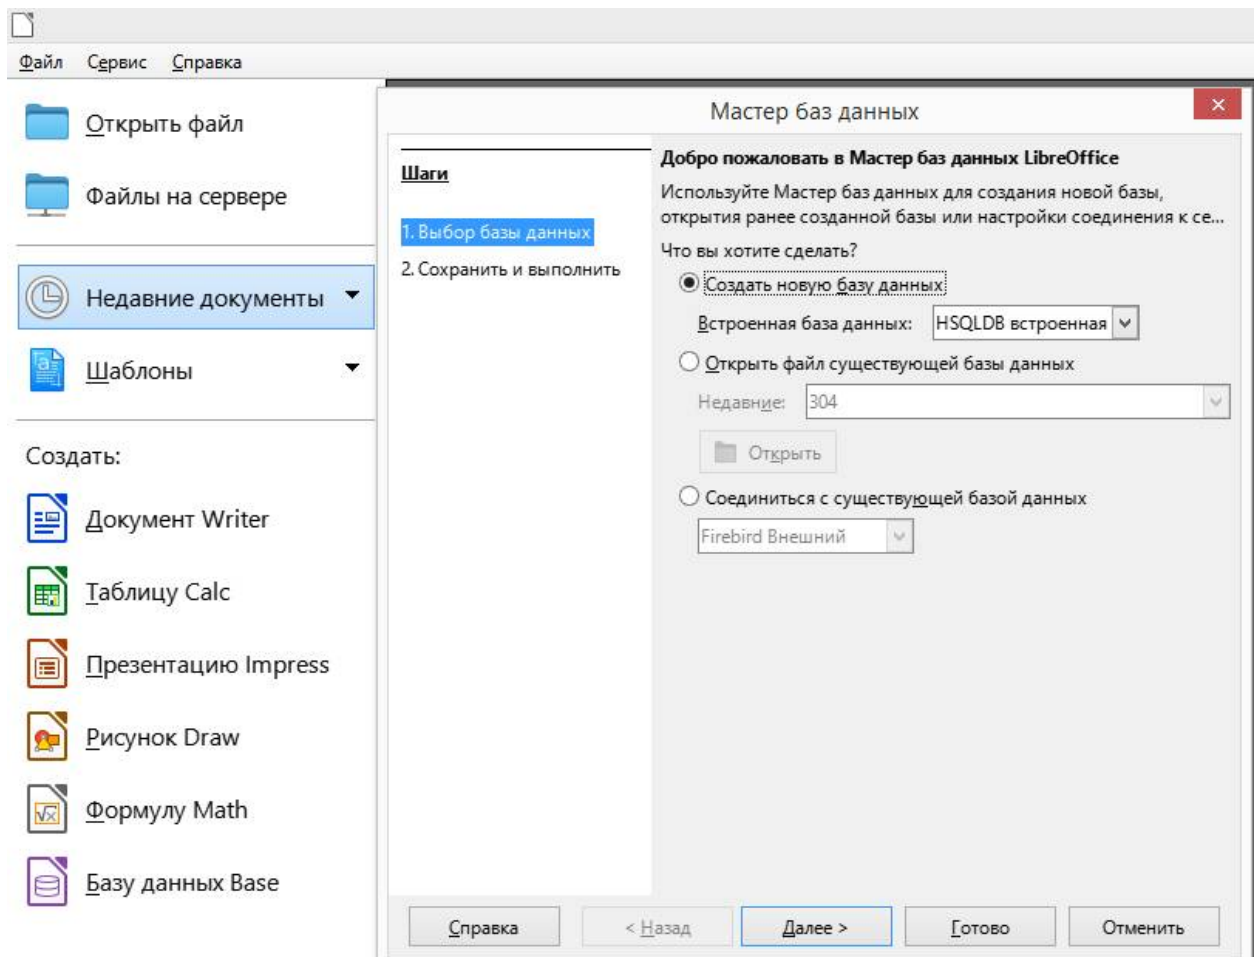 Файл Сервис Справка
Открыть файл
Файлы на сервере
Недавние документы
Шаблоны
Создать:
Документ Writer
Таблицу Calc
Презентацию Impress
Рисунок Draw
Формулу Math
Базу данных Base
Мастер баз данных
Шаги
1. Выбор базы данных
2. Сохранить и выполнить
Добро пожаловать в Мастер баз данных LibreOffice
Используйте Мастер баз данных для создания новой базы,
открытия ранее созданной базы или настройки соединения к се...
Что вы хотите сделать?
Создать новую базу данных
Встроенная база данных: HSQLDB встроенная
Открыть файл существующей базы данных
Недавние: 304
Открыть
Соединиться с существующей базой данных
Firebird Внешний
Справка < Назад Далее > Готово Отменить